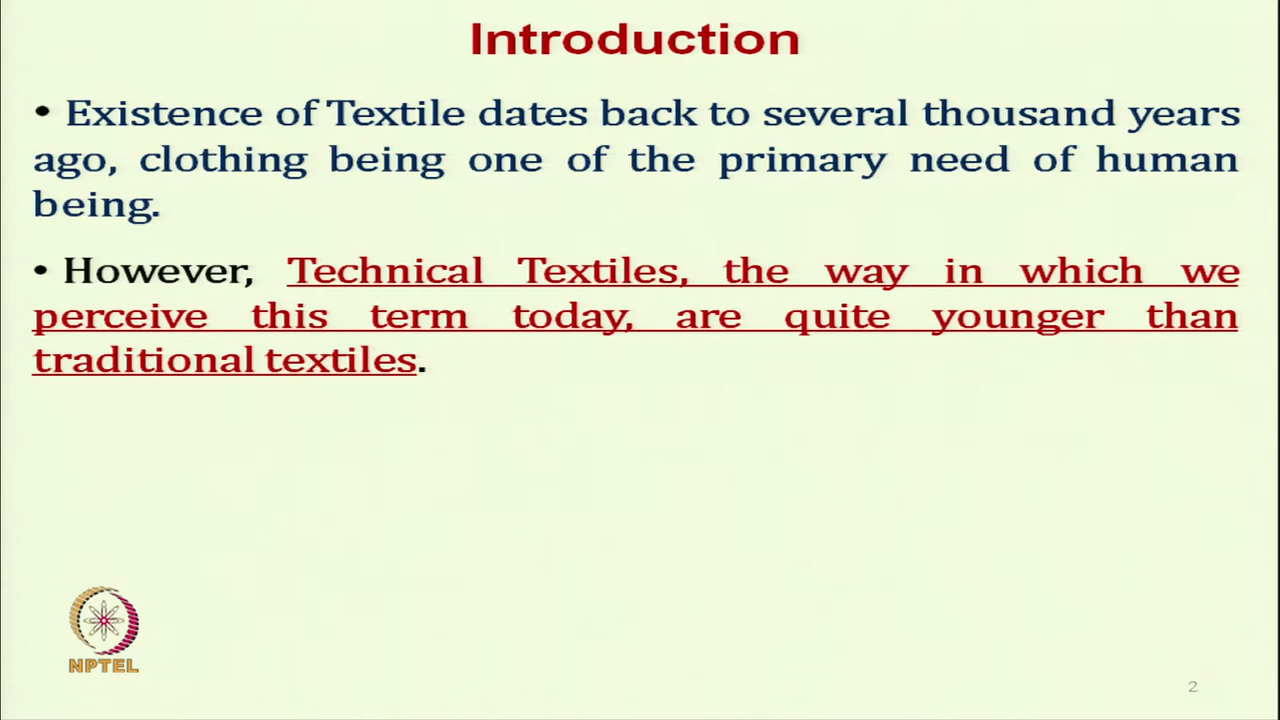 Introduction
• Existence of Textile dates back to several thousand years
ago, clothing being one of the primary need of human
being.
• However, Technical Textiles, the way in which we
perceive this term today, are quite younger than
traditional textiles.
NPTEL
2